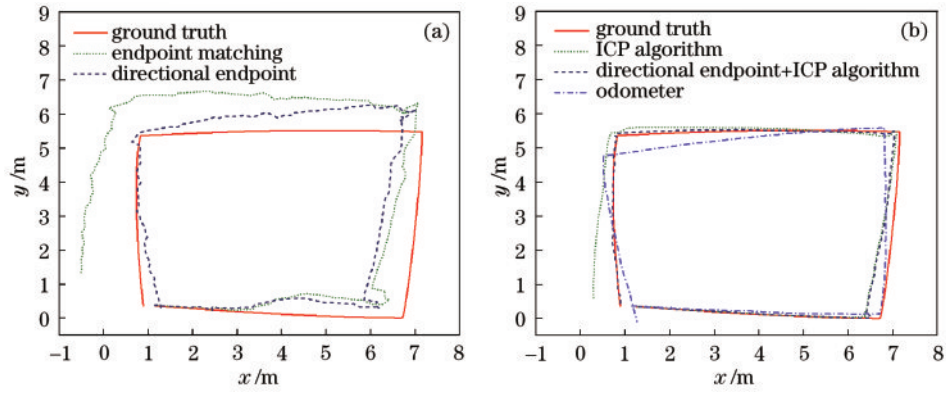 (a)
ground truth
endpoint matching
directional endpoint
9
8
7
6
5
4
3
2
1
0
y/m
−1 0 1 2 3 4 5 6 7 8
x/m
(b)
ground truth
ICP algorithm
directional endpoint+ICP algorithm
odometer
9
8
7
6
5
4
3
2
1
0
y/m
−1 0 1 2 3 4 5 6 7 8
x/m